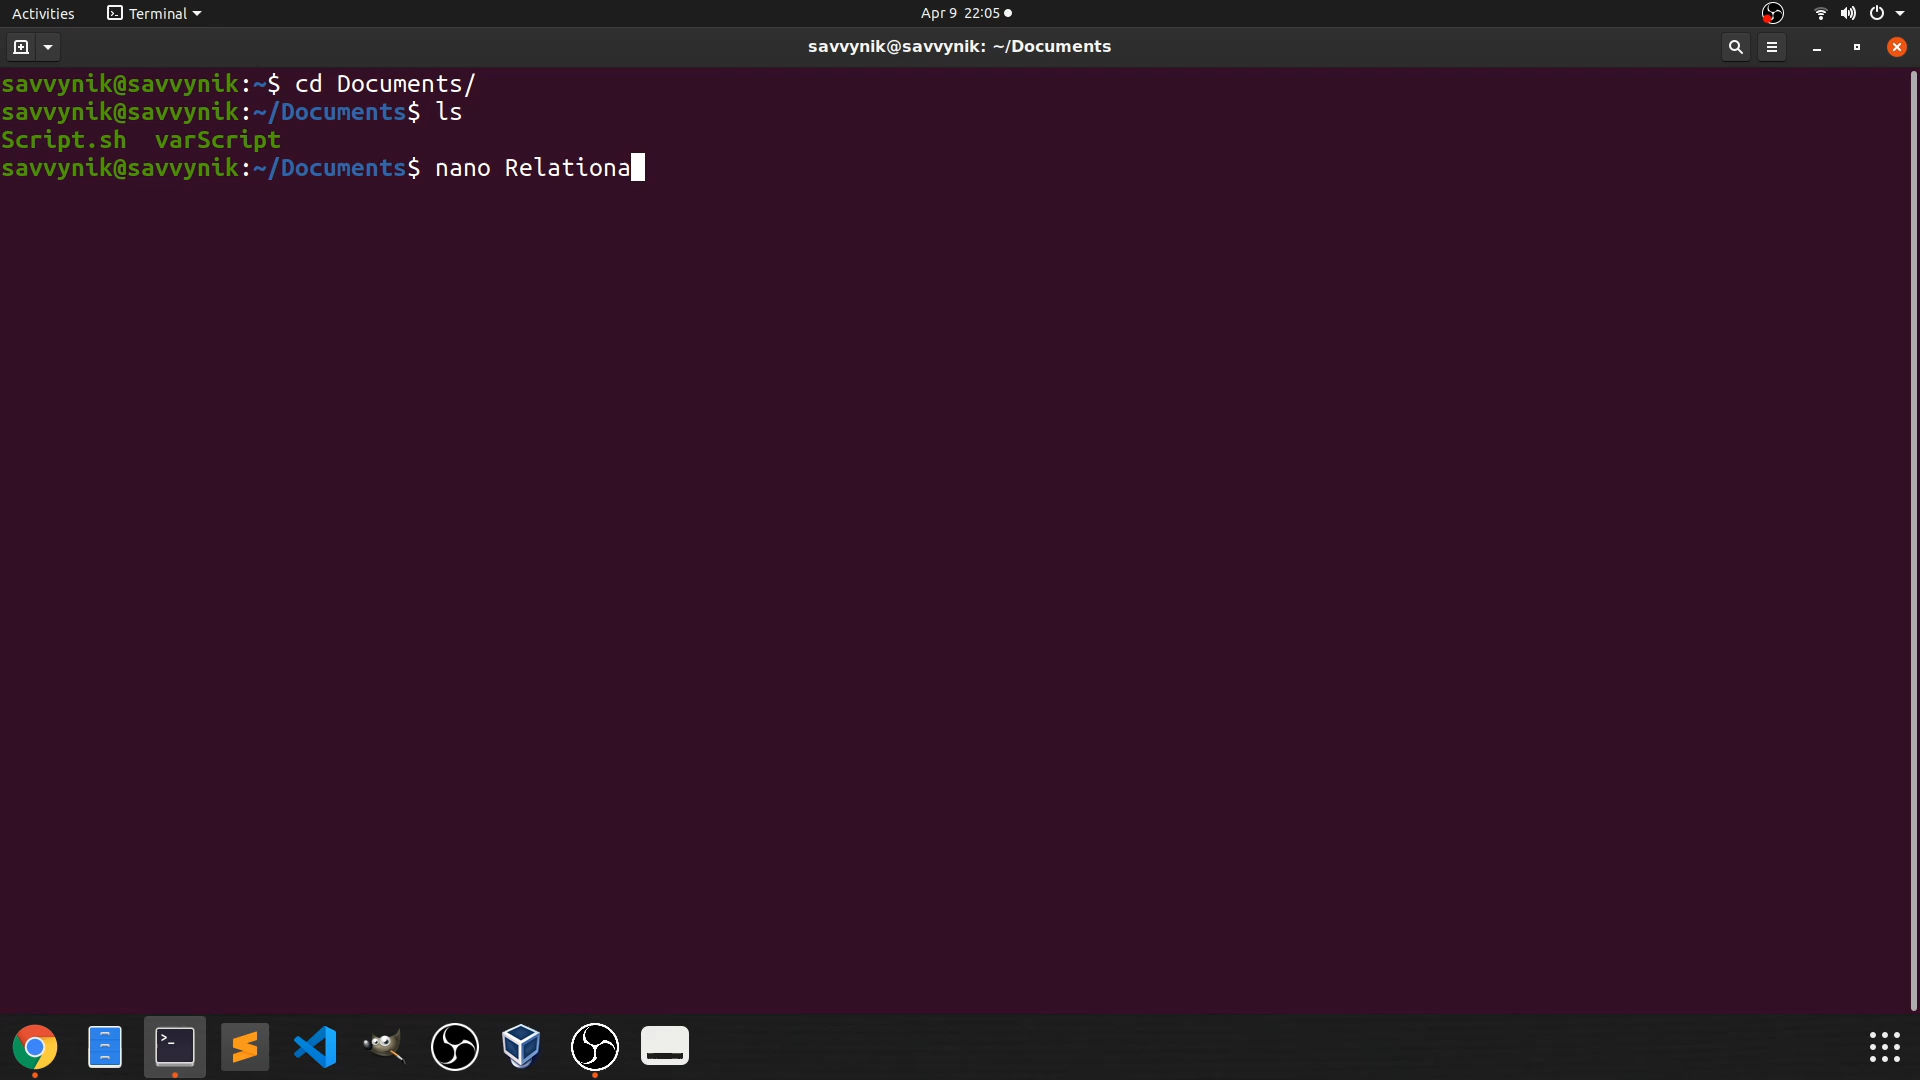 Activities Terminal Apr 9 22:05
savvynik@savvynik: ~/Documents
savvynik@savvynik:~$ cd Documents/
savvynik@savvynik:~/Documents$ ls
Script.sh  varScript
savvynik@savvynik:~/Documents$ nano Relationa